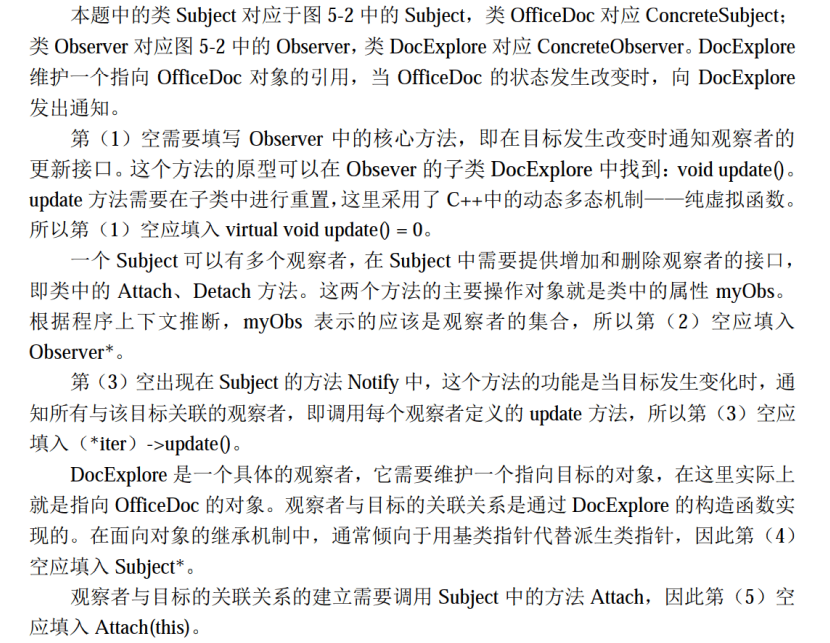 本题中的类 Subject 对应于图 5-2 中的 Subject，类 OfficeDoc 对应 ConcreteSubject；
类 Observer 对应图 5-2 中的 Observer，类 DocExplore 对应 ConcreteObserver。DocExplore
维护一个指向 OfficeDoc 对象的引用，当 OfficeDoc 的状态发生改变时，向 DocExplore
发出通知。
第（1）空需要填写 Observer 中的核心方法，即在目标发生改变时通知观察者的
更新接口。这个方法的原型可以在 Obsever 的子类 DocExplore 中找到：void update()。
update 方法需要在子类中进行重置，这里采用了 C++中的动态多态机制——纯虚拟函数。
所以第（1）空应填入 virtual void update() = 0。
一个 Subject 可以有多个观察者，在 Subject 中需要提供增加和删除观察者的接口，
即类中的 Attach、Detach 方法。这两个方法的主要操作对象就是类中的属性 myObs。
根据程序上下文推断，myObs 表示的应该是观察者的集合，所以第（2）空应填入
Observer*。
第（3）空出现在 Subject 的方法 Notify 中，这个方法的功能是当目标发生变化时，通
知所有与该目标关联的观察者，即调用每个观察者定义的 update 方法，所以第（3）空应
填入（*iter）->update()。
DocExplore 是一个具体的观察者，它需要维护一个指向目标的对象，在这里实际上
就是指向 OfficeDoc 的对象。观察者与目标的关联关系是通过 DocExplore 的构造函数实
现的。在面向对象的继承机制中，通常倾向于用基类指针代替派生类指针，因此第（4）
空应填入 Subject*。
观察者与目标的关联关系的建立需要调用 Subject 中的方法 Attach，因此第（5）空
应填入 Attach(this)。